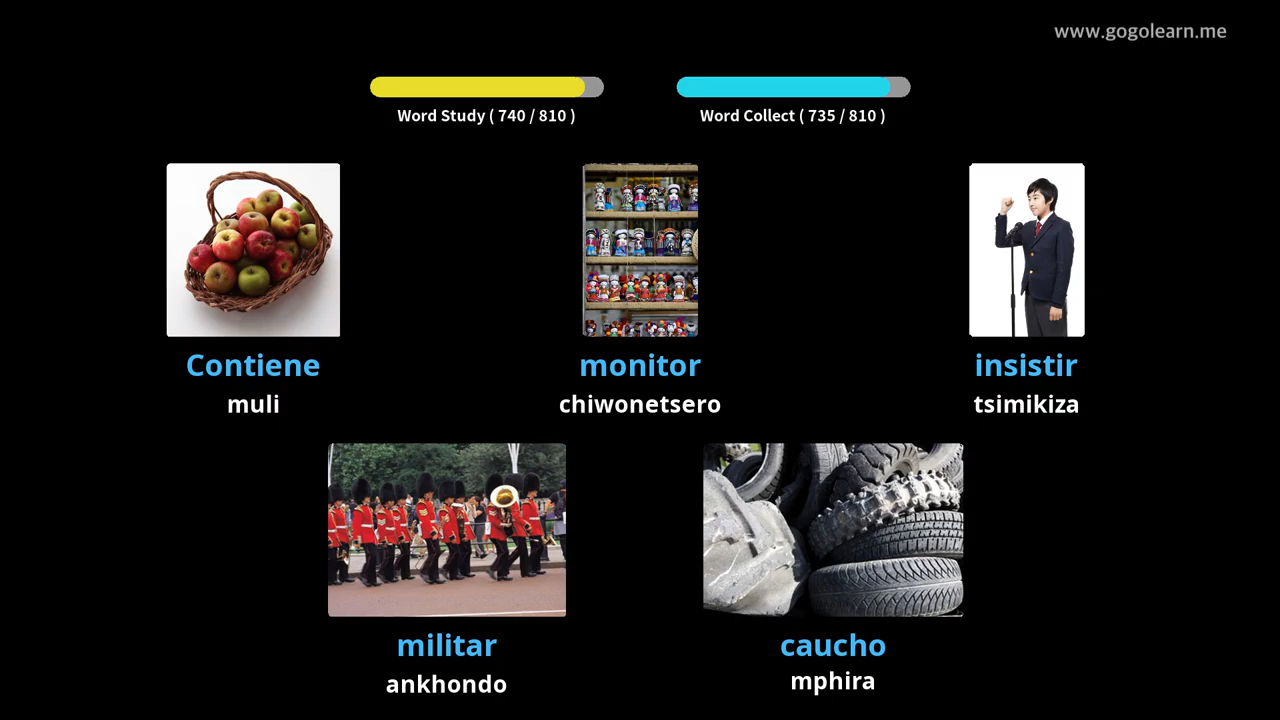 www.gogolearn.me
Word Study ( 740 / 810 )
Word Collect ( 735 / 810 )
Contiene
muli
monitor
chiwonetsero
insistir
tsimikiza
militar
ankhondo
caucho
mphira